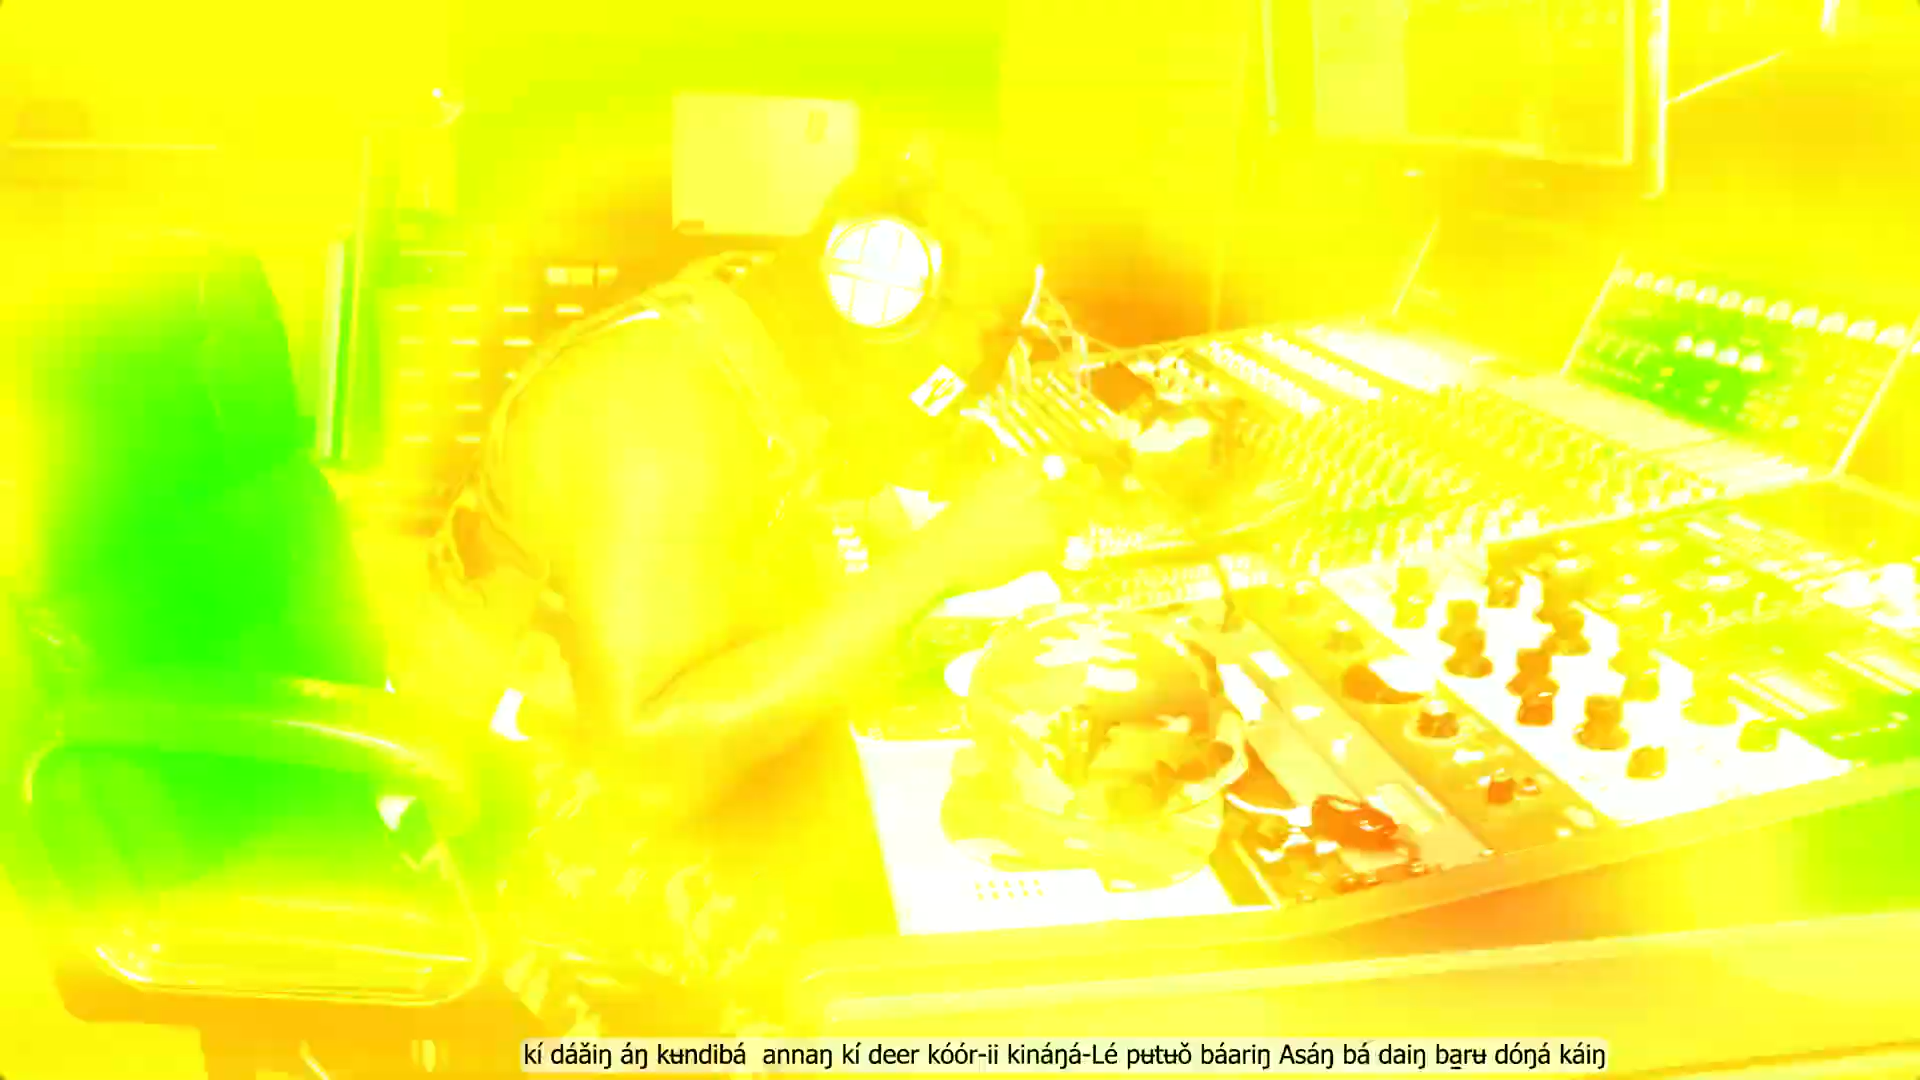 kí dáǎiŋ áŋ kʉndibá  annaŋ kí deer kóór-ii kináŋá-Lé pʉtʉǒ báariŋ Asáŋ bá daiŋ ba̱rʉ dóŋá káiŋ